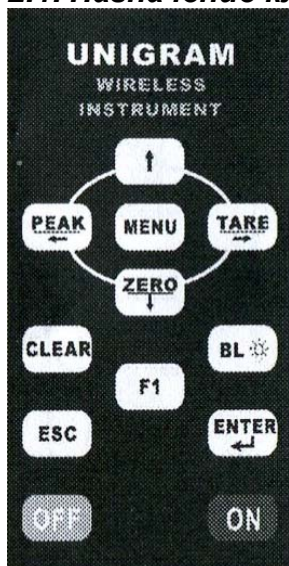 UNIGRAM
WIRELESS
INSTRUMENT
↑
PEAK ← MENU TARE →
ZERO ↓
CLEAR BL
F1
ESC ENTER ↵
OFF ON